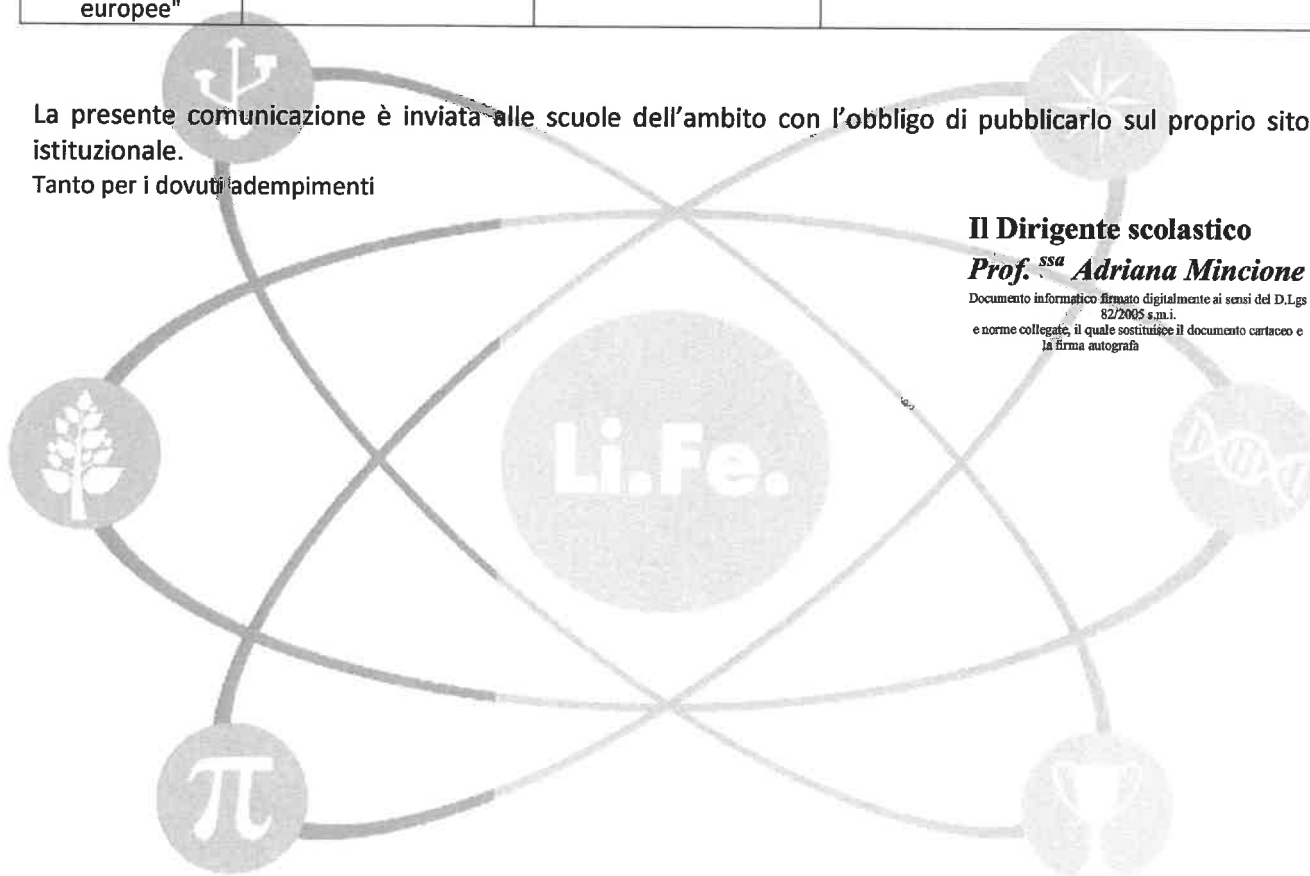 europee"
La presente comunicazione è inviata alle scuole dell'ambito con l'obbligo di pubblicarlo sul proprio sito
istituzionale.
Tanto per i dovuti adempimenti
Il Dirigente scolastico
Prof. ssa Adriana Mincione
Documento informatico firmato digitalmente ai sensi del D.Lgs
82/2005 s.m.i.
e norme collegate, il quale sostituisce il documento cartaceo e
la firma autografa
Li.Fe.
π